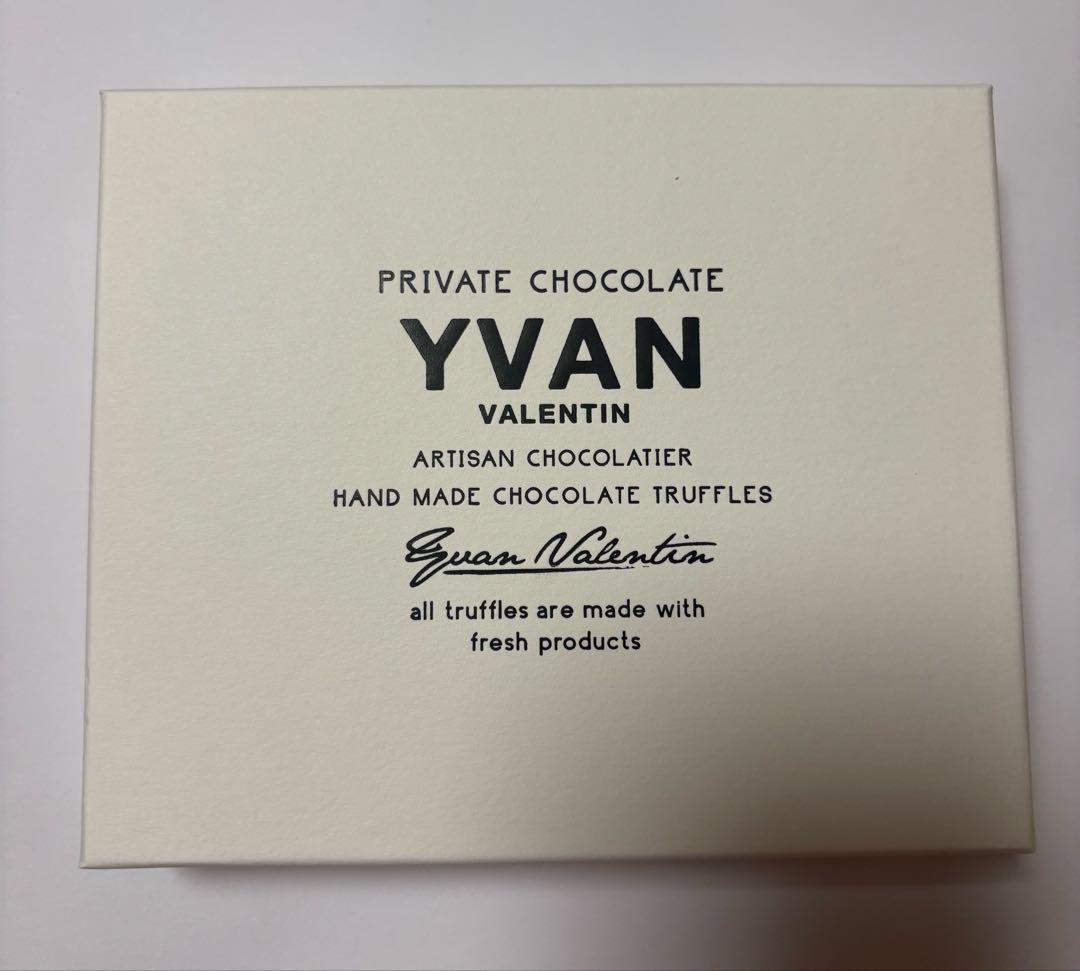 PRIVATE CHOCOLATE
YVAN
VALENTIN
ARTISAN CHOCOLATIER
HAND MADE CHOCOLATE TRUFFLES
Yvan Valentin
all truffles are made with
fresh products